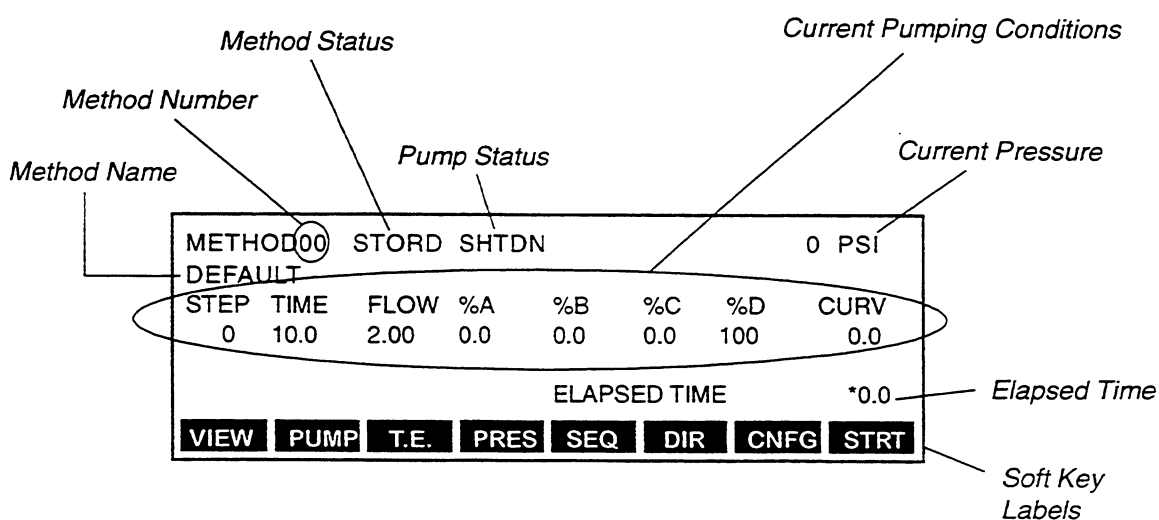 Method Status
Current Pumping Conditions
Method Number
Pump Status
Current Pressure
Method Name
METHOD00 STORD SHTDN 0 PSI
DEFAULT
STEP TIME FLOW %A %B %C %D CURV
0 10.0 2.00 0.0 0.0 0.0 100 0.0
ELAPSED TIME *0.0
Elapsed Time
VIEW PUMP T.E. PRES SEQ DIR CNFG STRT
Soft Key
Labels